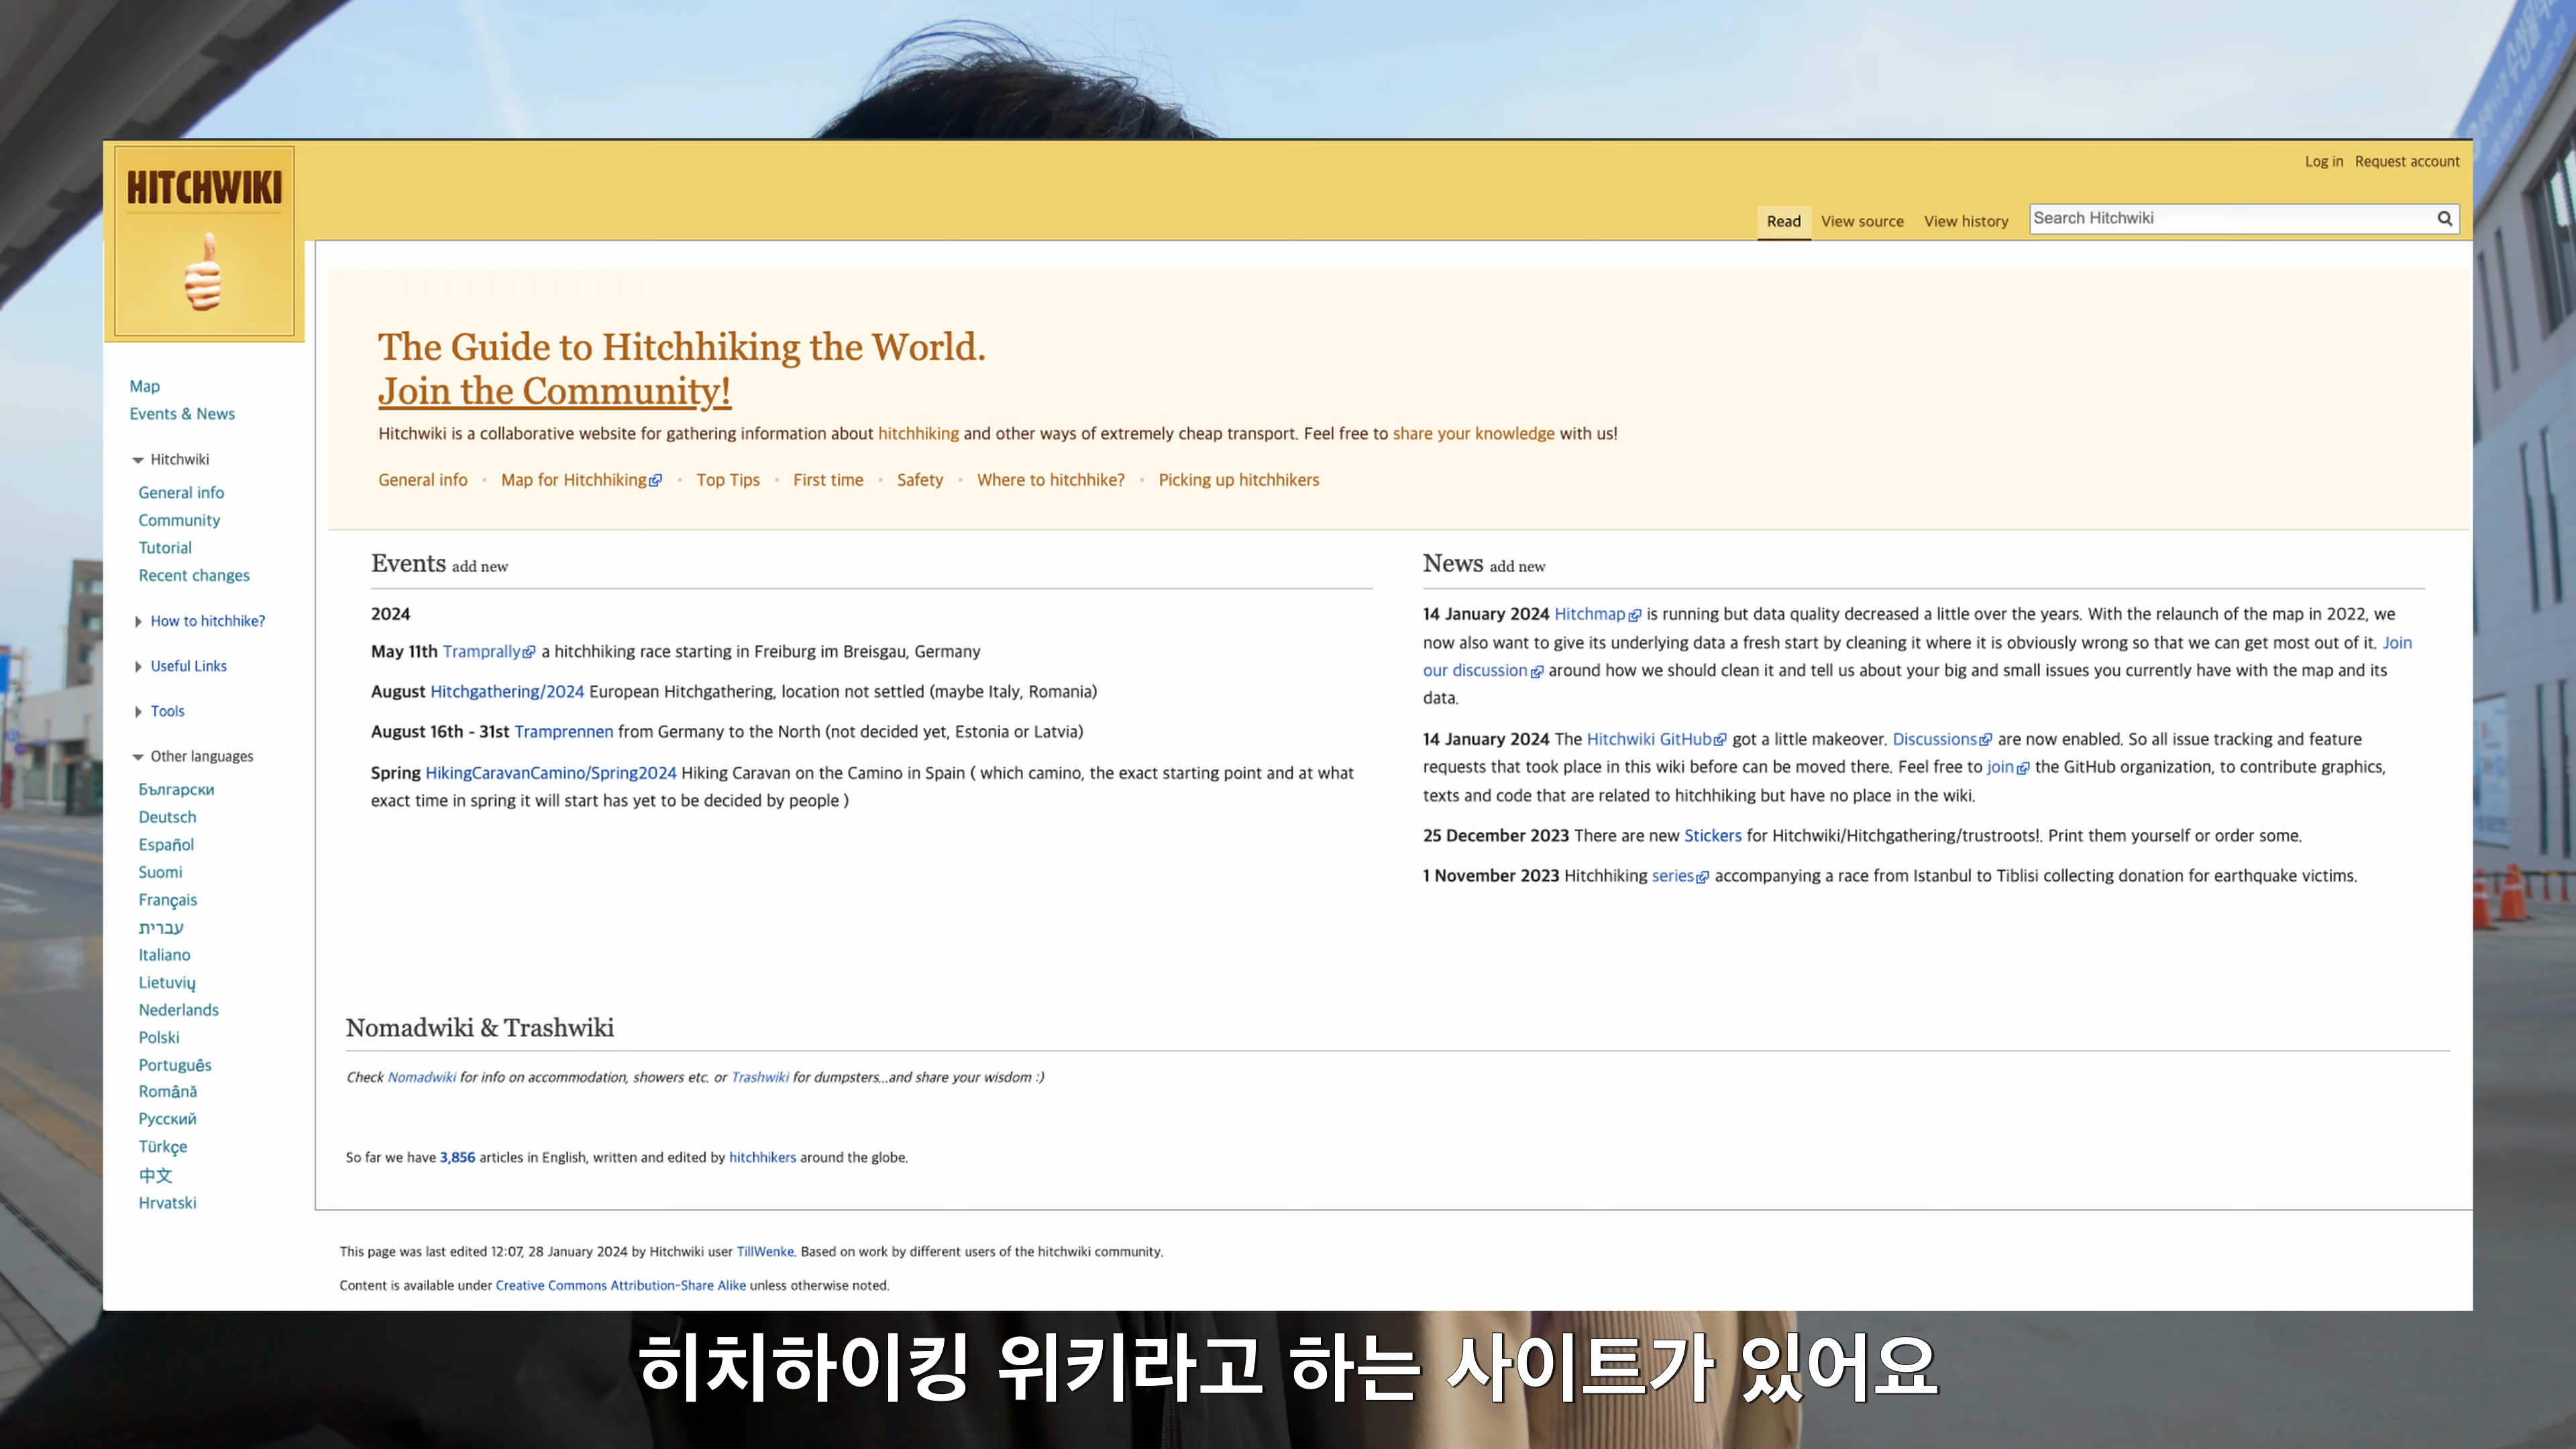 HITCHWIKI
Log in Request account
Read View source View history Search Hitchwiki
Map
Events & News
Hitchwiki
General info
Community
Tutorial
Recent changes
How to hitchhike?
Useful Links
Tools
Other languages
Български
Deutsch
Español
Suomi
Français
עברית
Italiano
Lietuvių
Nederlands
Polski
Português
Română
Русский
Türkçe
中文
Hrvatski
The Guide to Hitchhiking the World.
Join the Community!
Hitchwiki is a collaborative website for gathering information about hitchhiking and other ways of extremely cheap transport. Feel free to share your knowledge with us!
General info • Map for Hitchhiking • Top Tips • First time • Safety • Where to hitchhike? • Picking up hitchhikers
Events add new
2024
May 11th Tramprally a hitchhiking race starting in Freiburg im Breisgau, Germany
August Hitchgathering/2024 European Hitchgathering, location not settled (maybe Italy, Romania)
August 16th - 31st Tramprennen from Germany to the North (not decided yet, Estonia or Latvia)
Spring HikingCaravanCamino/Spring2024 Hiking Caravan on the Camino in Spain ( which camino, the exact starting point and at what
exact time in spring it will start has yet to be decided by people )
News add new
14 January 2024 Hitchmap is running but data quality decreased a little over the years. With the relaunch of the map in 2022, we
now also want to give its underlying data a fresh start by cleaning it where it is obviously wrong so that we can get most out of it. Join
our discussion around how we should clean it and tell us about your big and small issues you currently have with the map and its
data.
14 January 2024 The Hitchwiki GitHub got a little makeover. Discussions are now enabled. So all issue tracking and feature
requests that took place in this wiki before can be moved there. Feel free to join the GitHub organization, to contribute graphics,
texts and code that are related to hitchhiking but have no place in the wiki.
25 December 2023 There are new Stickers for Hitchwiki/Hitchgathering/trustroots!. Print them yourself or order some.
1 November 2023 Hitchhiking series accompanying a race from Istanbul to Tiblisi collecting donation for earthquake victims.
Nomadwiki & Trashwiki
Check Nomadwiki for info on accommodation, showers etc. or Trashwiki for dumpsters...and share your wisdom :)
So far we have 3,856 articles in English, written and edited by hitchhikers around the globe.
This page was last edited 12:07, 28 January 2024 by Hitchwiki user TillWenke. Based on work by different users of the hitchwiki community.
Content is available under Creative Commons Attribution-Share Alike unless otherwise noted.
히치하이킹 위키라고 하는 사이트가 있어요